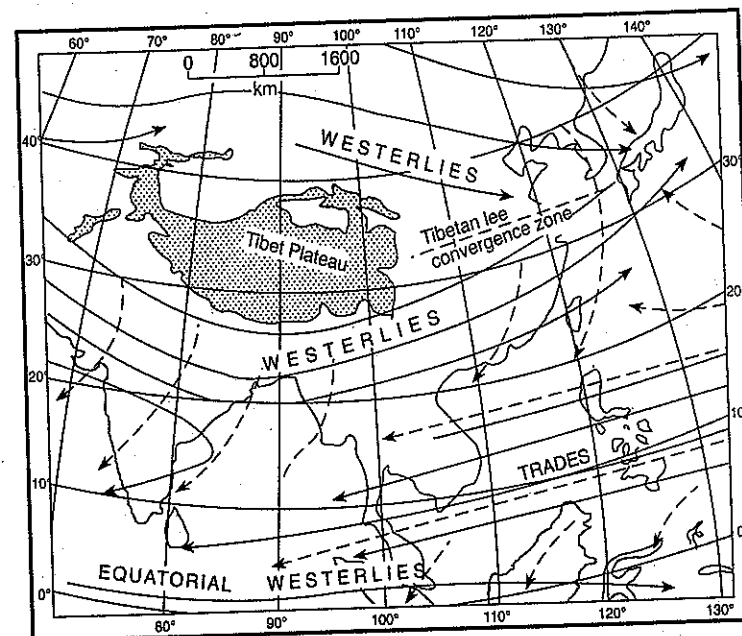 60° 70° 80° 90° 100° 110° 120° 130° 140°
0 800 1600
km
40°
WESTERLIES
30°
Tibetan lee
convergence zone
Tibet Plateau
30°
20
WESTERLIES
20°
10
TRADES
10°
0
EQUATORIAL WESTERLIES
0°
80° 90° 100° 110° 120° 130°